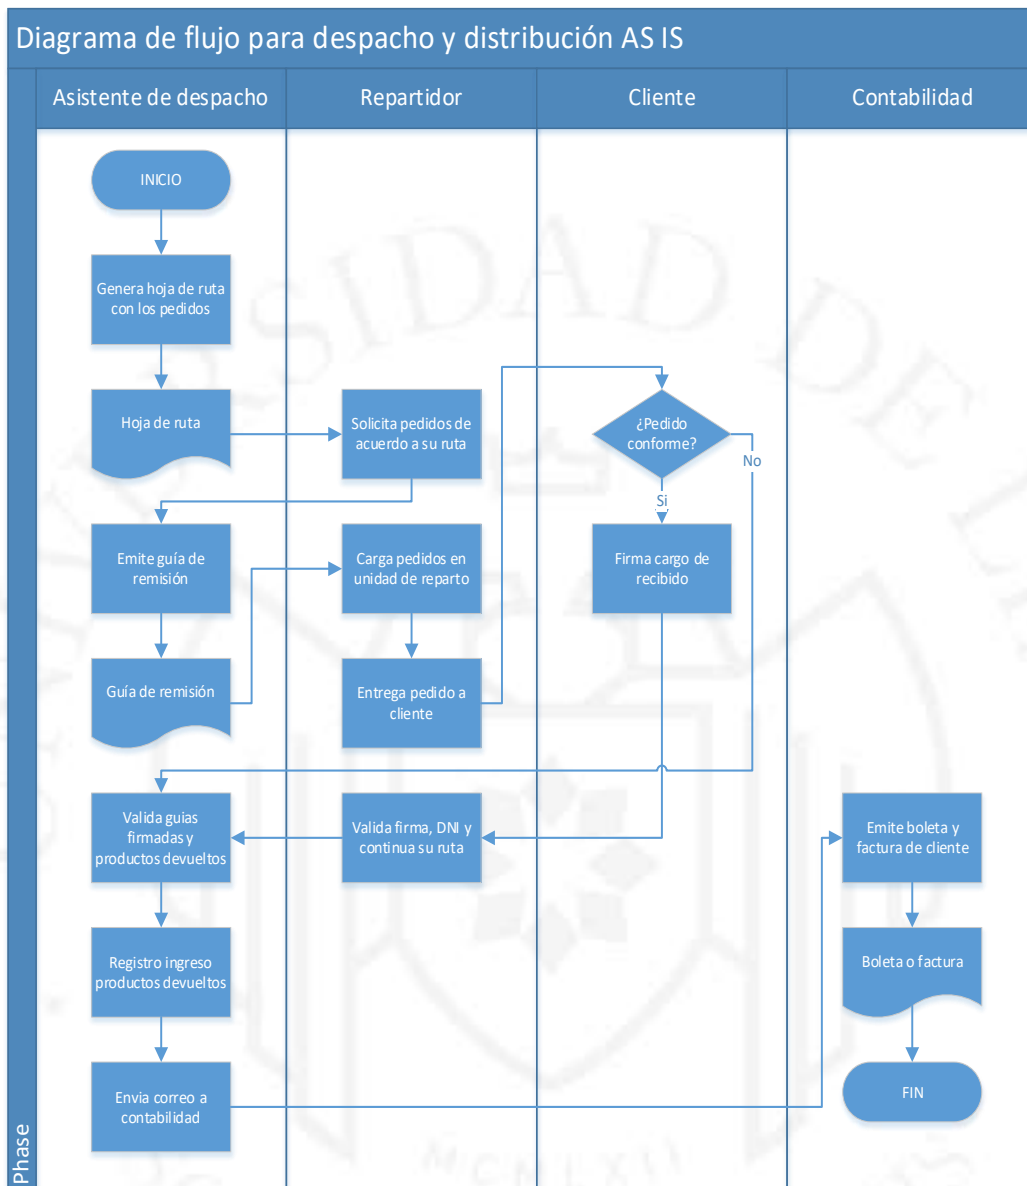 Diagrama de flujo para despacho y distribución AS IS
Asistente de despacho
Repartidor
Cliente
Contabilidad
Phase
INICIO
Genera hoja de ruta
con los pedidos
Hoja de ruta
Solicita pedidos de
acuerdo a su ruta
¿Pedido
conforme?
No
Si
Emite guía de
remisión
Carga pedidos en
unidad de reparto
Firma cargo de
recibido
Guía de remisión
Entrega pedido a
cliente
Valida guias
firmadas y
productos devueltos
Valida firma, DNI y
continua su ruta
Emite boleta y
factura de cliente
Registro ingreso
productos devueltos
Boleta o factura
Envia correo a
contabilidad
FIN